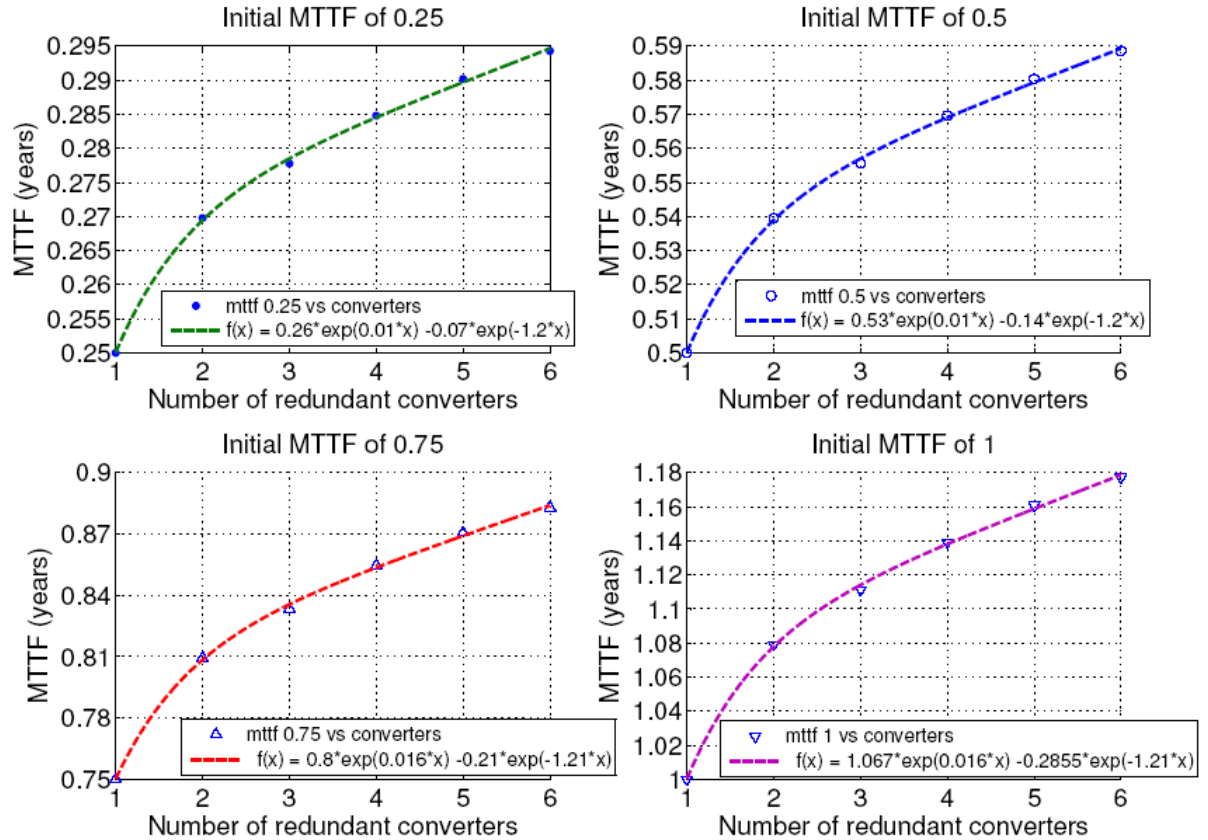 Initial MTTF of 0.25
0.295
0.29
0.285
0.28
0.275
0.27
0.265
0.26
0.255
0.25
MTTF (years)
mttf 0.25 vs converters
f(x) = 0.26*exp(0.01*x) -0.07*exp(-1.2*x)
1 2 3 4 5 6
Number of redundant converters
Initial MTTF of 0.5
0.59
0.58
0.57
0.56
0.55
0.54
0.53
0.52
0.51
0.5
MTTF (years)
mttf 0.5 vs converters
f(x) = 0.53*exp(0.01*x) -0.14*exp(-1.2*x)
1 2 3 4 5 6
Number of redundant converters
Initial MTTF of 0.75
0.9
0.87
0.84
0.81
0.78
0.75
MTTF (years)
mttf 0.75 vs converters
f(x) = 0.8*exp(0.016*x) -0.21*exp(-1.21*x)
1 2 3 4 5 6
Number of redundant converters
Initial MTTF of 1
1.18
1.16
1.14
1.12
1.1
1.08
1.06
1.04
1.02
1
MTTF (years)
mttf 1 vs converters
f(x) = 1.067*exp(0.016*x) -0.2855*exp(-1.21*x)
1 2 3 4 5 6
Number of redundant converters